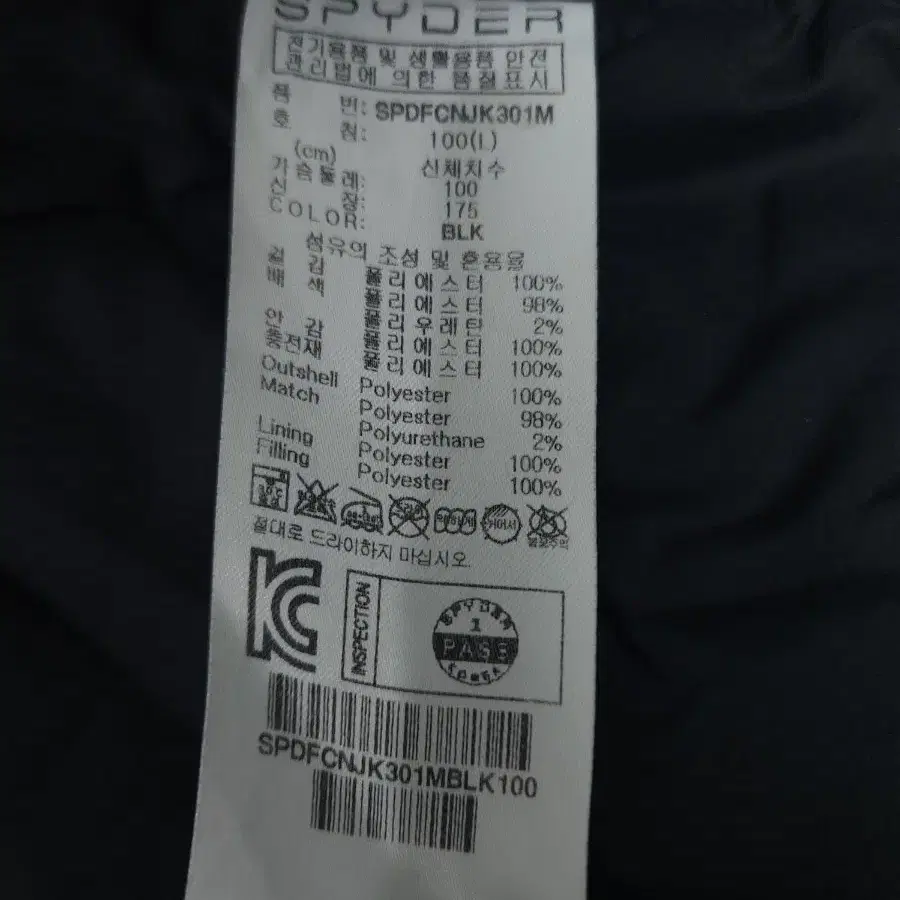 SPYDER
전기용품 및 생활용품 안전
관리법에 의한 품질표시
품 번: SPDFCNJK301M
호 칭: 100(L)
(cm) 신체치수
가슴둘레: 100
신 장: 175
COLOR: BLK
섬유의 조성 및 혼용율
겉 감 폴리에스터 100%
배 색 폴리에스터 98%
폴리우레탄 2%
안 감 폴리에스터 100%
충전재 폴리에스터 100%
Outshell Polyester 100%
Match Polyester 98%
Polyurethane 2%
Lining Polyester 100%
Filling Polyester 100%
절대로 드라이하지 마십시오.
KC
INSPECTION
SPYDER
1
PASS
SPDFCNJK301MBLK100